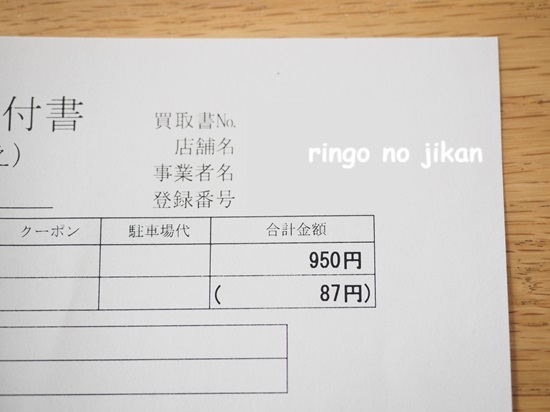 付書
買取書No.
店舗名
ringo no jikan
事業者名
登録番号
クーポン 駐車場代 合計金額
950円
( 87円)